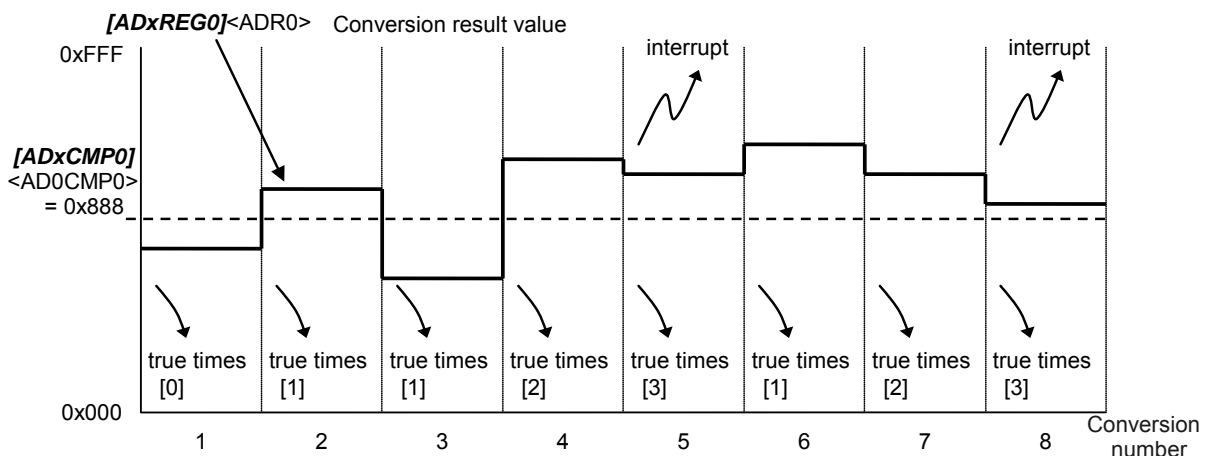 [ADxREG0]<ADR0> Conversion result value
0xFFF
interrupt
interrupt
[ADxCMP0]
<AD0CMP0>
= 0x888
true times
[0]
true times
[1]
true times
[1]
true times
[2]
true times
[3]
true times
[1]
true times
[2]
true times
[3]
0x000
1 2 3 4 5 6 7 8
Conversion
number